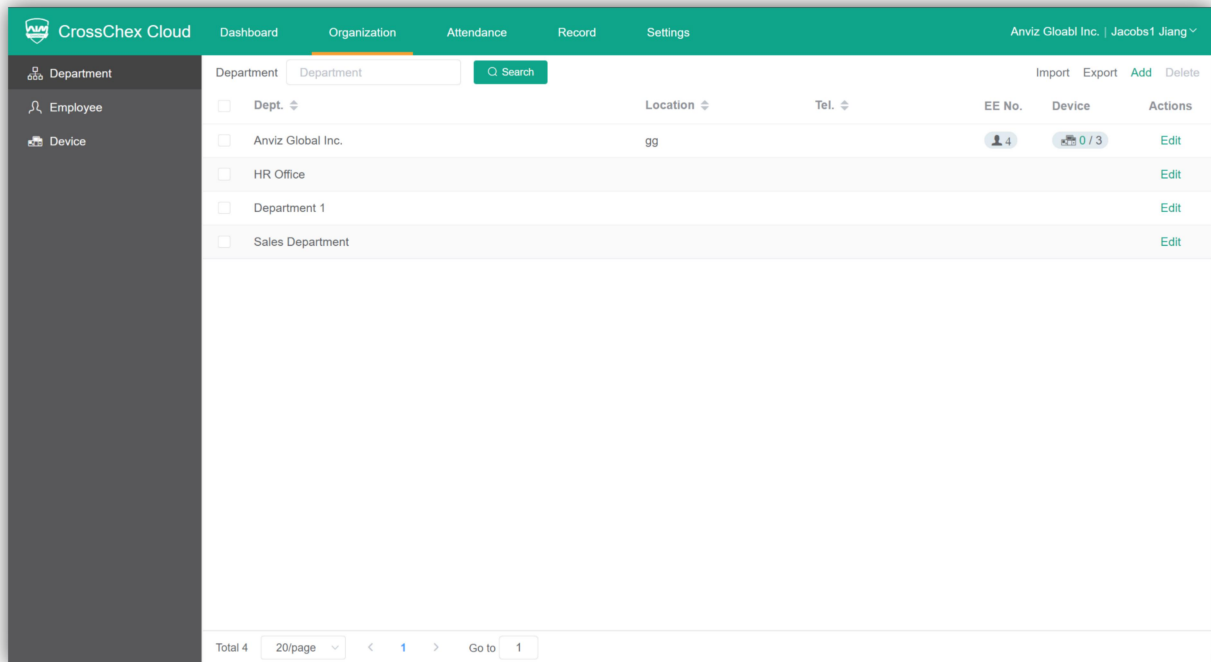 CrossChex Cloud Dashboard Organization Attendance Record Settings Anviz Gloabl Inc. | Jacobs1 Jiang
Department
Employee
Device
Department Department Search Import Export Add Delete
Dept. Location Tel. EE No. Device Actions
Anviz Global Inc. gg 4 0 / 3 Edit
HR Office Edit
Department 1 Edit
Sales Department Edit
Total 4 20/page < 1 > Go to 1